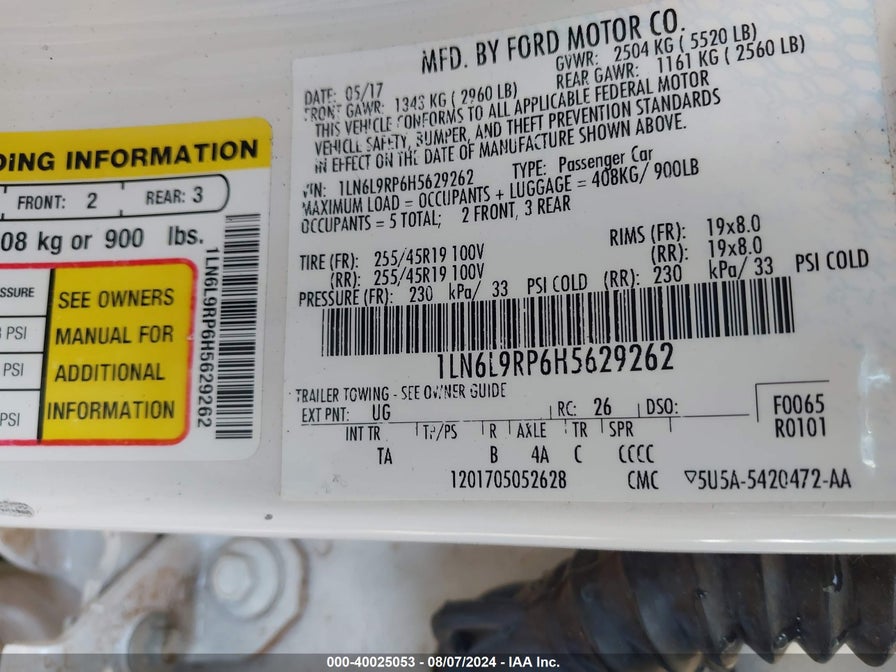 DING INFORMATION
FRONT: 2 REAR: 3
08 kg or 900 lbs.
SSURE
PSI
PSI
PSI
SEE OWNERS
MANUAL FOR
ADDITIONAL
INFORMATION
1LN6L9RP6H5629262
MFD. BY FORD MOTOR CO.
DATE: 05/17 GVWR: 2504 KG ( 5520 LB)
FRONT GAWR: 1343 KG ( 2960 LB) REAR GAWR: 1161 KG ( 2560 LB)
THIS VEHICLE CONFORMS TO ALL APPLICABLE FEDERAL MOTOR
VEHICLE SAFETY, BUMPER, AND THEFT PREVENTION STANDARDS
IN EFFECT ON THE DATE OF MANUFACTURE SHOWN ABOVE.
VIN: 1LN6L9RP6H5629262 TYPE: Passenger Car
MAXIMUM LOAD = OCCUPANTS + LUGGAGE = 408KG/ 900LB
OCCUPANTS = 5 TOTAL; 2 FRONT, 3 REAR
TIRE (FR): 255/45R19 100V RIMS (FR): 19x8.0
(RR): 255/45R19 100V (RR): 19x8.0
PRESSURE (FR): 230 kPa/ 33 PSI COLD (RR): 230 kPa/ 33 PSI COLD
1LN6L9RP6H5629262
TRAILER TOWING - SEE OWNER GUIDE
EXT PNT: UG RC: 26 DSO: F0065
INT TR TP/PS R AXLE TR SPR R0101
TA B 4A C CCCC
1201705052628 CMC ▽5U5A-5420472-AA
000-40025053 - 08/07/2024 - IAA Inc.